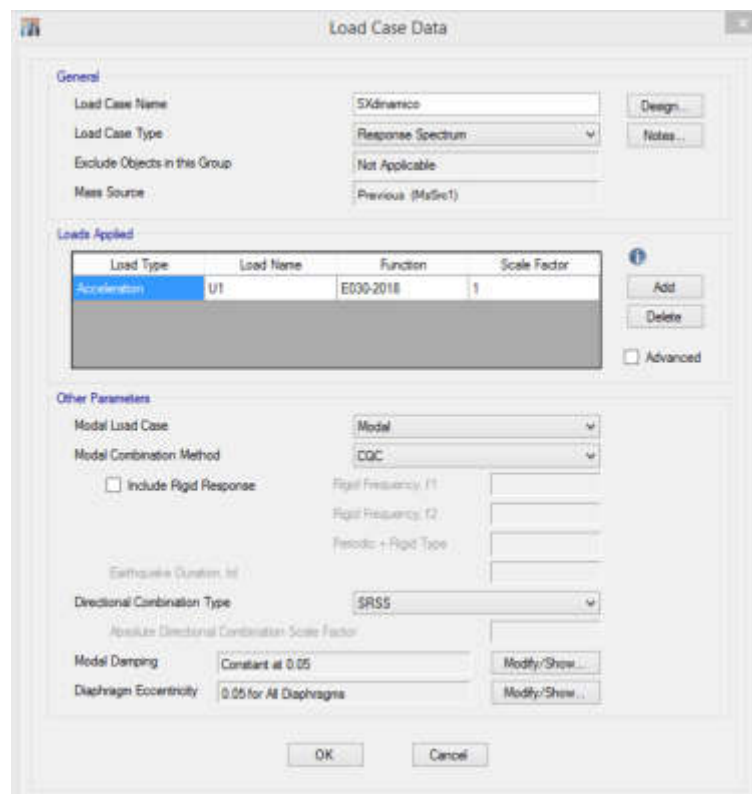 Load Case Data
General
Load Case Name SXdinamico Design...
Load Case Type Response Spectrum Notes...
Exclude Objects in this Group Not Applicable
Mass Source Previous (MsSrc1)
Loads Applied
Load Type Load Name Function Scale Factor
Acceleration U1 E030-2018 1
Add
Delete
Advanced
Other Parameters
Modal Load Case Modal
Modal Combination Method CQC
Include Rigid Response Rigid Frequency, f1
Rigid Frequency, f2
Periodic + Rigid Type
Earthquake Duration, td
Directional Combination Type SRSS
Absolute Directional Combination Scale Factor
Modal Damping Constant at 0.05 Modify/Show...
Diaphragm Eccentricity 0.05 for All Diaphragms Modify/Show...
OK Cancel